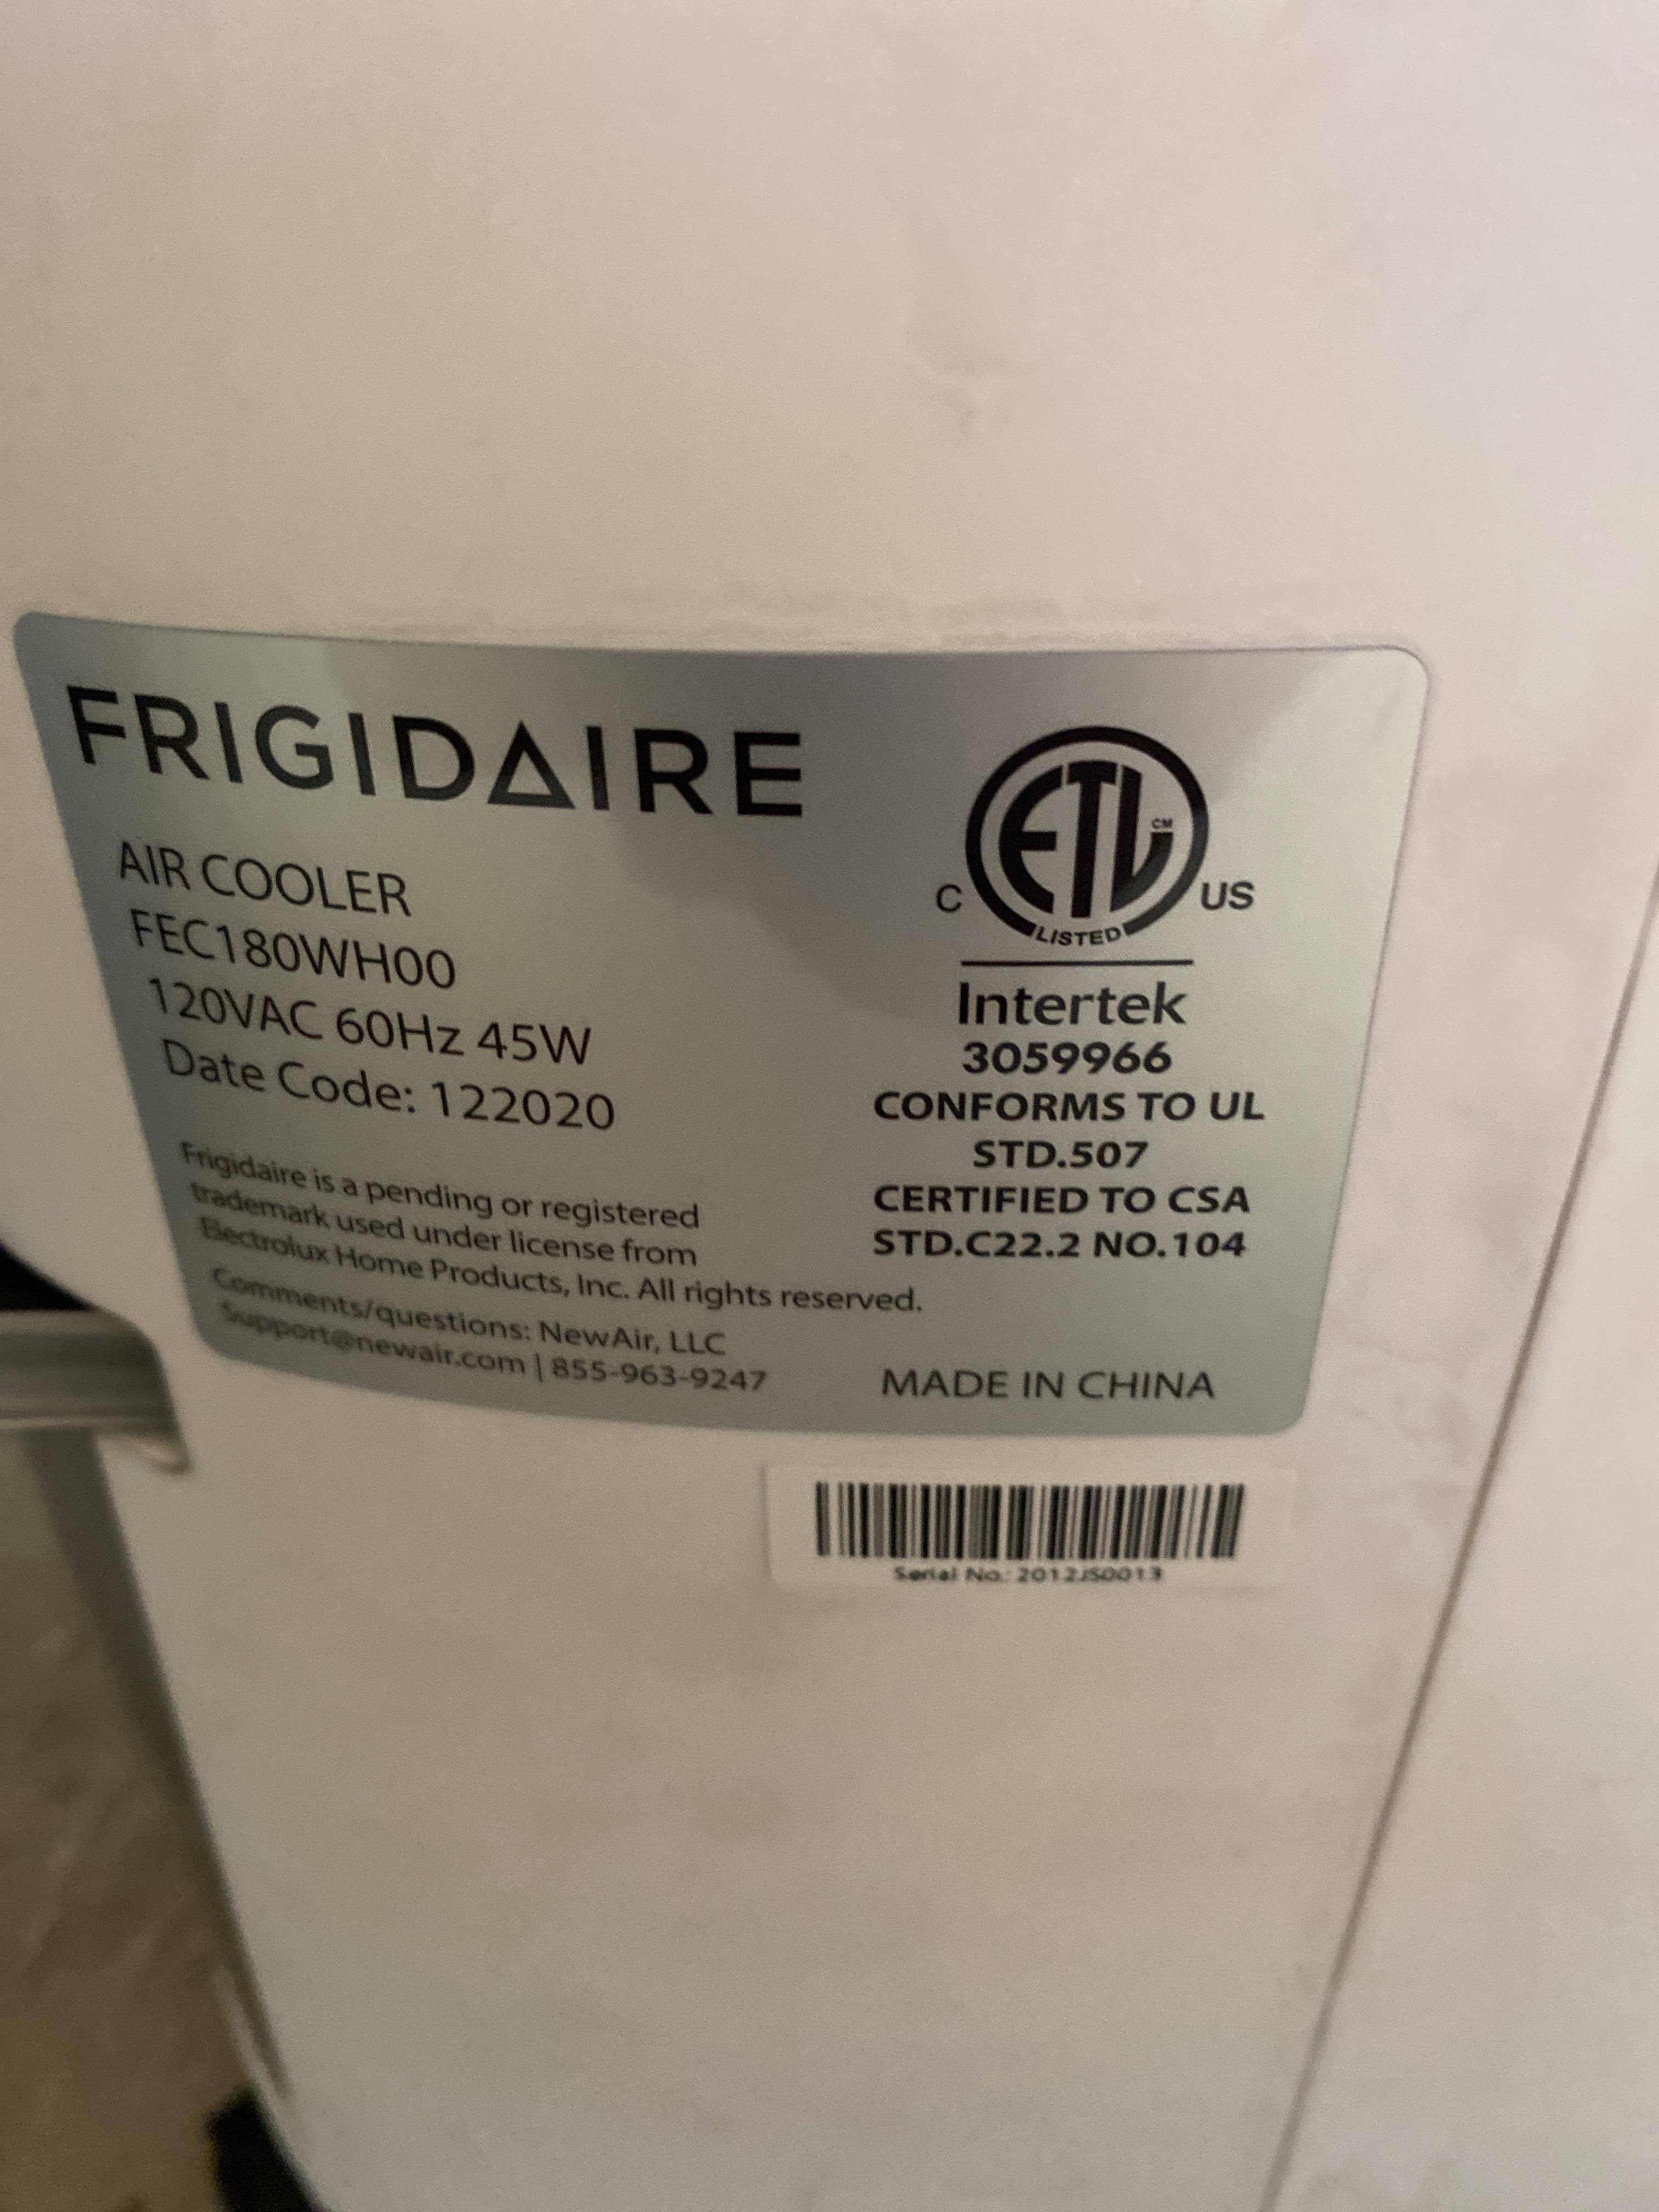 FRIGIDAIRE
AIR COOLER
FEC180WH00
120VAC 60Hz 45W
Date Code: 122020
Frigidaire is a pending or registered
trademark used under license from
Electrolux Home Products, Inc. All rights reserved.
Comments/questions: NewAir, LLC
Support@newair.com | 855-963-9247
C ETL CM US
LISTED
Intertek
3059966
CONFORMS TO UL
STD.507
CERTIFIED TO CSA
STD.C22.2 NO.104
MADE IN CHINA
Serial No.: 2012JS0013